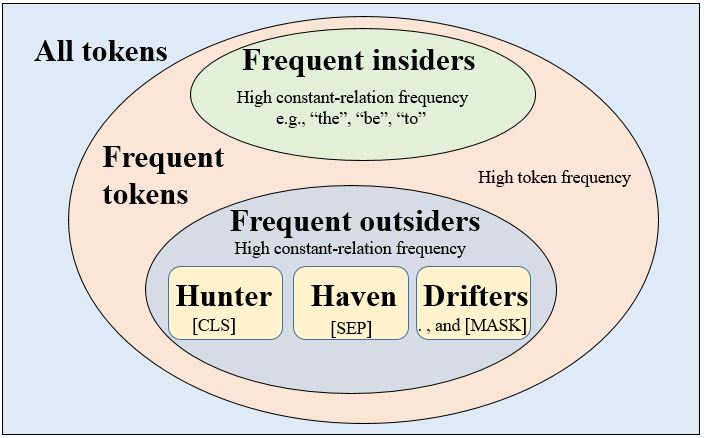 All tokens
Frequent insiders
High constant-relation frequency
e.g., “the”, “be”, “to”
Frequent
tokens
High token frequency
Frequent outsiders
High constant-relation frequency
Hunter
[CLS]
Haven
[SEP]
Drifters
. , and [MASK]